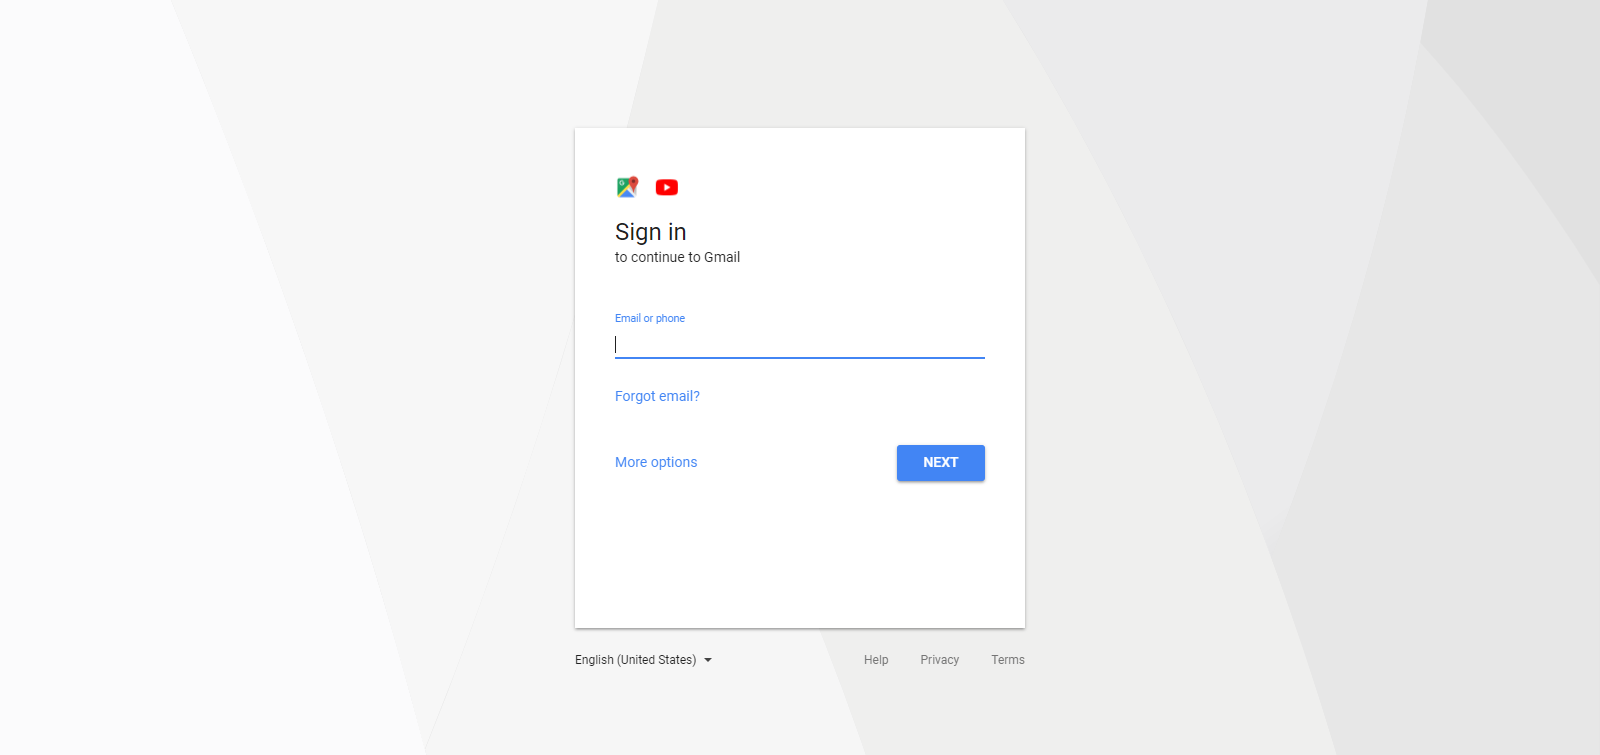 Sign in
to continue to Gmail
Email or phone
Forgot email?
More options
NEXT
English (United States)
Help
Privacy
Terms